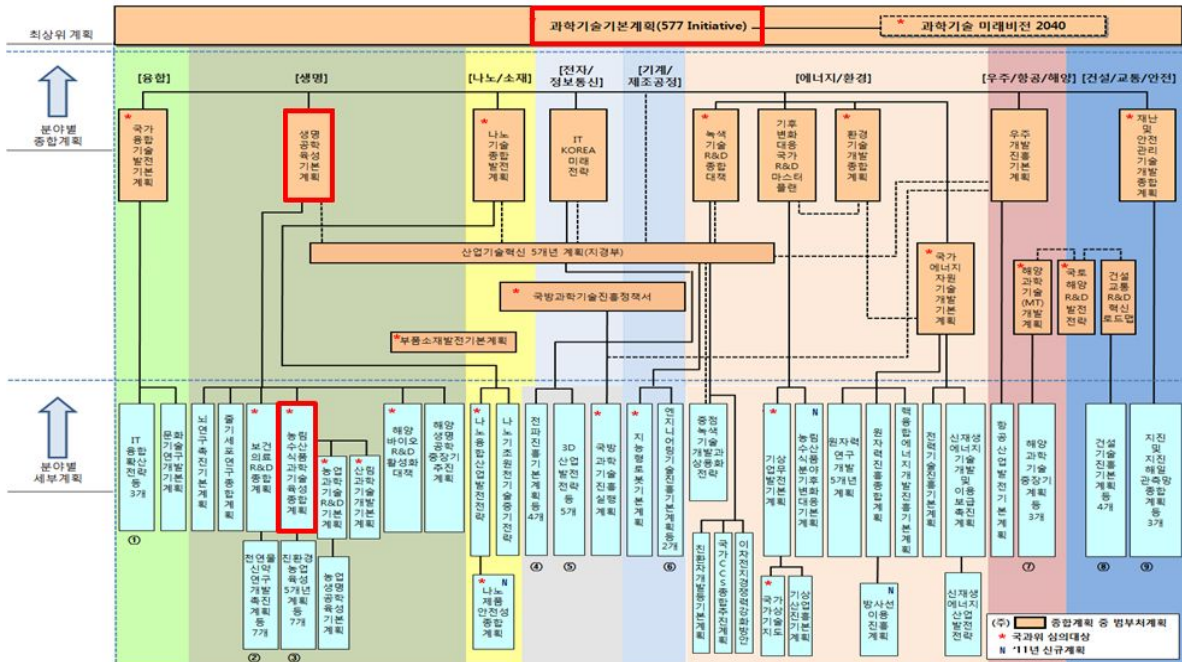 최상위 계획
* 과학기술기본계획(577 Initiative)
* 과학기술 미래비전 2040
분야별
종합계획
[융합]
[생명]
[나노/소재]
[전자/
정보통신]
[기계/
제조공정]
[에너지/환경]
[우주/항공/해양]
[건설/교통/안전]
* 국가 융합 기술 발전 기본 계획
생명 공학 육성 기본 계획
* 나노 기술 종합 발전 계획
IT KOREA 미래 전략
* 녹색 기술 R&D 종합 대책
기후 변화 대응 국가 R&D 마스터 플랜
* 환경 기술 개발 종합 계획
우주 개발 진흥 기본 계획
* 재난 및 안전 관리 기술 개발 종합 계획
산업기술혁신 5개년 계획(지경부)
* 국가 에너지 자원 기술 개발 기본 계획
* 국방과학기술진흥정책서
* 해양 과학 기술 (MT) 개발 계획
* 국토 해양 R&D 발전 전략
건설 교통 R&D 혁신 로드맵
* 부품소재발전기본계획
분야별
세부계획
IT 융합 확산 전략 등 3개
①
문화기술 연구개발 기본계획
뇌연구촉진기본계획
줄기세포연구종합계획
* 보건의료 R&D 종합계획
* 농림수산식품과학기술육성종합계획
* 농업과학기술 R&D 기본계획
* 산림과학기술개발기본계획
* 해양 바이오 R&D 활성화 대책
해양 생명 공학 중장기 추진 계획
* 나노융합산업발전전략
나노기초원천기술중기전략
전파진흥기본계획 등 4개
④
3D 산업 발전 전략 등 5개
⑤
* 국방과학기술진흥실행계획
* 지능형로봇기본계획
엔지니어링기술진흥기본계획 등 2개
⑥
* 중점녹색기술개발과상용화전략
* 기상업무발전기본계획
N 농림수산식품분야기후변화대응기본계획
원자력연구개발 5개년 계획
원자력진흥종합계획
핵융합에너지개발진흥기본계획
전력기술진흥기본계획
신재생에너지기술개발및이용보급촉진계획
항공산업발전기본계획
* 해양과학기술중장기계획 등 3개
⑦
건설기술진흥기본계획 등 4개
⑧
지진 및 지진해일 관측망 종합계획 등 3개
⑨
천연물신약연구개발촉진계획 등 7개
②
친환경농업육성 5개년 계획 등 7개
③
농업생명공학육성기본계획
* N 나노 제품 안전성 종합 계획
친환경자동차개발등기본계획
국가CCS종합추진계획
이차전지경쟁력강화방안
* 국가기상기술지도
기상산업진흥기본계획
N 방사선 이용 진흥 계획
신재생 에너지 산업 발전 전략
(주) 종합계획 중 범부처계획
* 국과위 심의대상
N '11년 신규계획